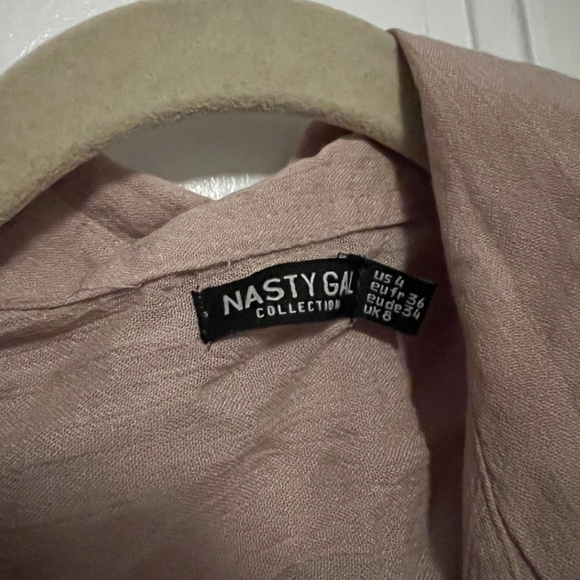 NASTY GAL
COLLECTION
US 4
eu fr 36
eu de 34
UK 8